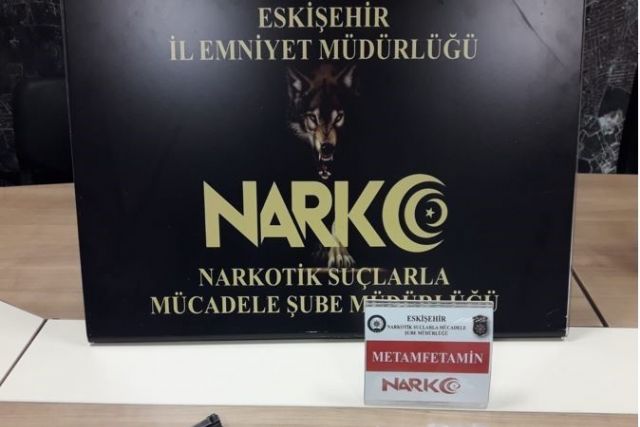 ESKİŞEHİR
İL EMNİYET MÜDÜRLÜĞÜ
NARKO
NARKOTİK SUÇLARLA
MÜCADELE ŞUBE MÜDÜRLÜĞÜ
ESKİŞEHİR
NARKOTİK SUÇLARLA MÜCADELE
ŞUBE MÜDÜRLÜĞÜ
METAMFETAMİN
NARKO